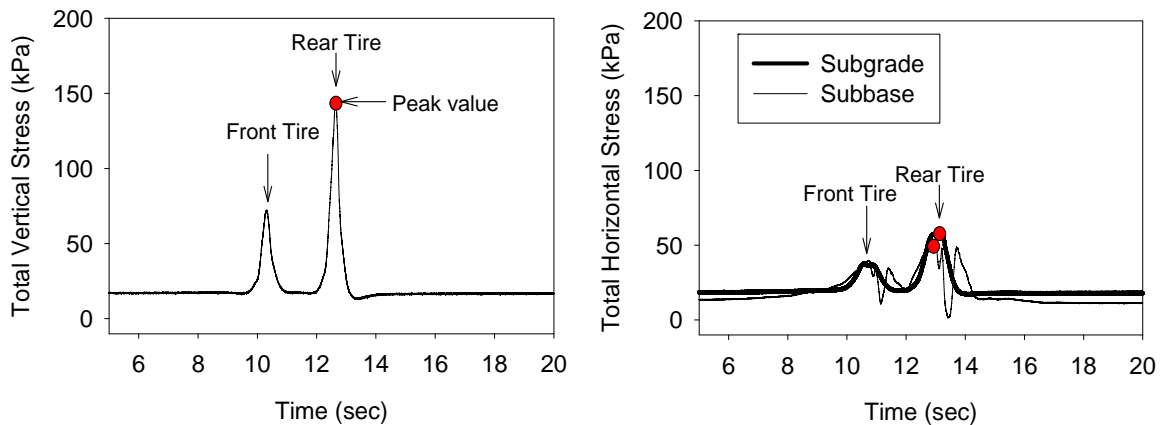 Total Vertical Stress (kPa)
200
150
100
50
0
Rear Tire
Peak value
Front Tire
6 8 10 12 14 16 18 20
Time (sec)
Total Horizontal Stress (kPa)
200
150
100
50
0
Subgrade
Subbase
Rear Tire
Front Tire
6 8 10 12 14 16 18 20
Time (sec)